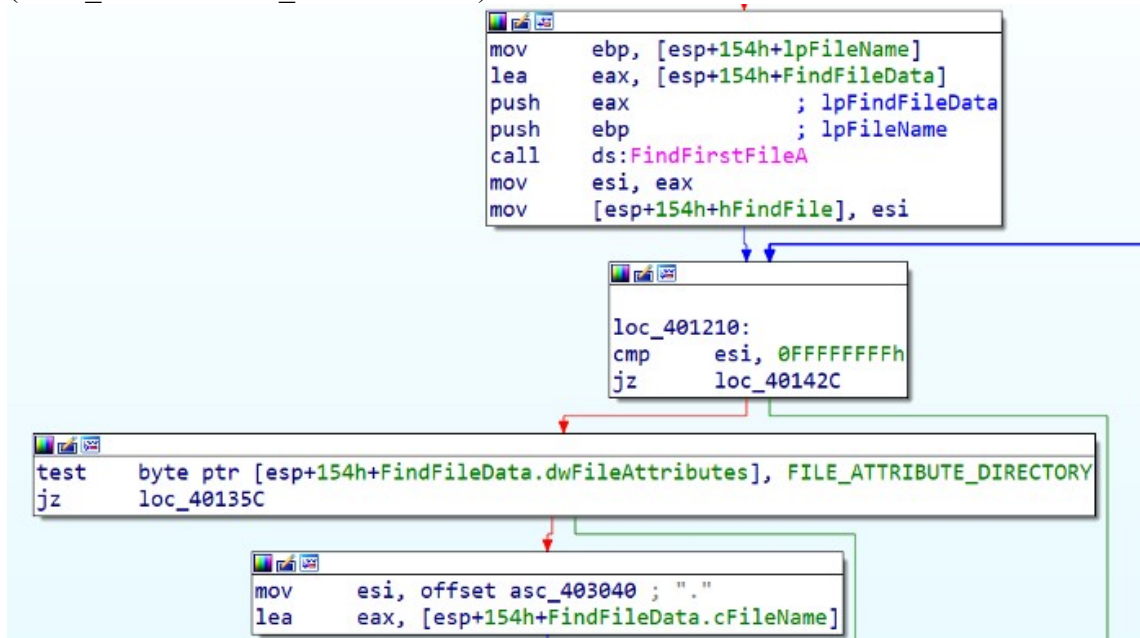 mov ebp, [esp+154h+lpFileName]
lea eax, [esp+154h+FindFileData]
push eax ; lpFindFileData
push ebp ; lpFileName
call ds:FindFirstFileA
mov esi, eax
mov [esp+154h+hFindFile], esi
loc_401210:
cmp esi, 0FFFFFFFFh
jz loc_40142C
test byte ptr [esp+154h+FindFileData.dwFileAttributes], FILE_ATTRIBUTE_DIRECTORY
jz loc_40135C
mov esi, offset asc_403040 ; "."
lea eax, [esp+154h+FindFileData.cFileName]